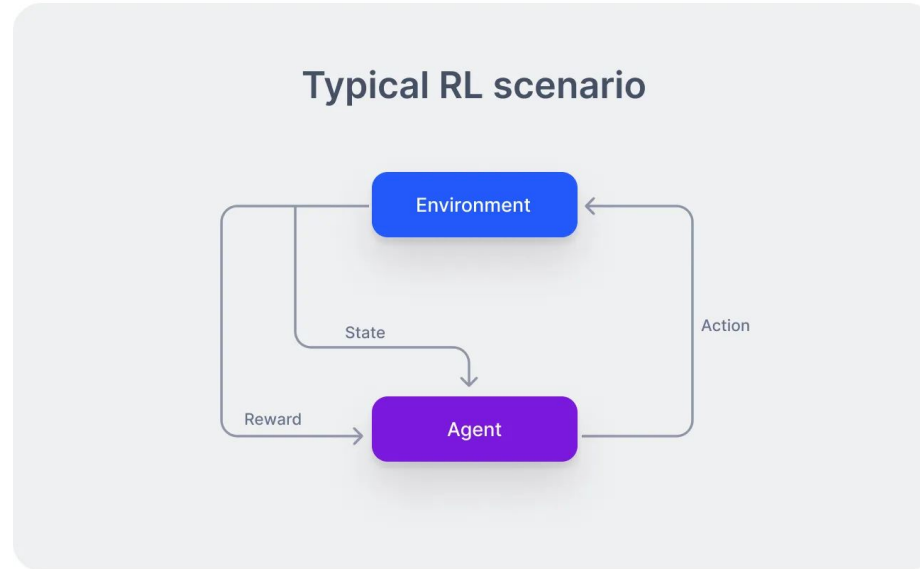 Typical RL scenario
Environment
Action
State
Reward
Agent